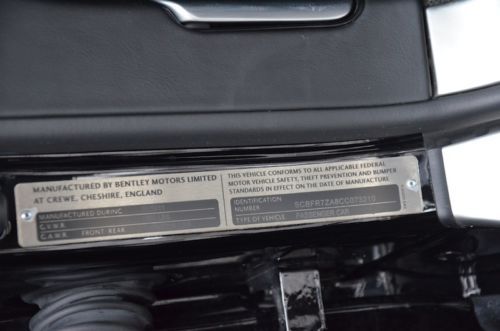 MANUFACTURED BY BENTLEY MOTORS LIMITED
AT CREWE, CHESHIRE, ENGLAND
MANUFACTURED DURING
G.V.W.R.
G.A.W.R. FRONT REAR
THIS VEHICLE CONFORMS TO ALL APPLICABLE FEDERAL
MOTOR VEHICLE SAFETY, THEFT PREVENTION AND BUMPER
STANDARDS IN EFFECT ON THE DATE OF MANUFACTURE
IDENTIFICATION
NUMBER SCBFR7ZA8CC073210
TYPE OF VEHICLE PASSENGER CAR